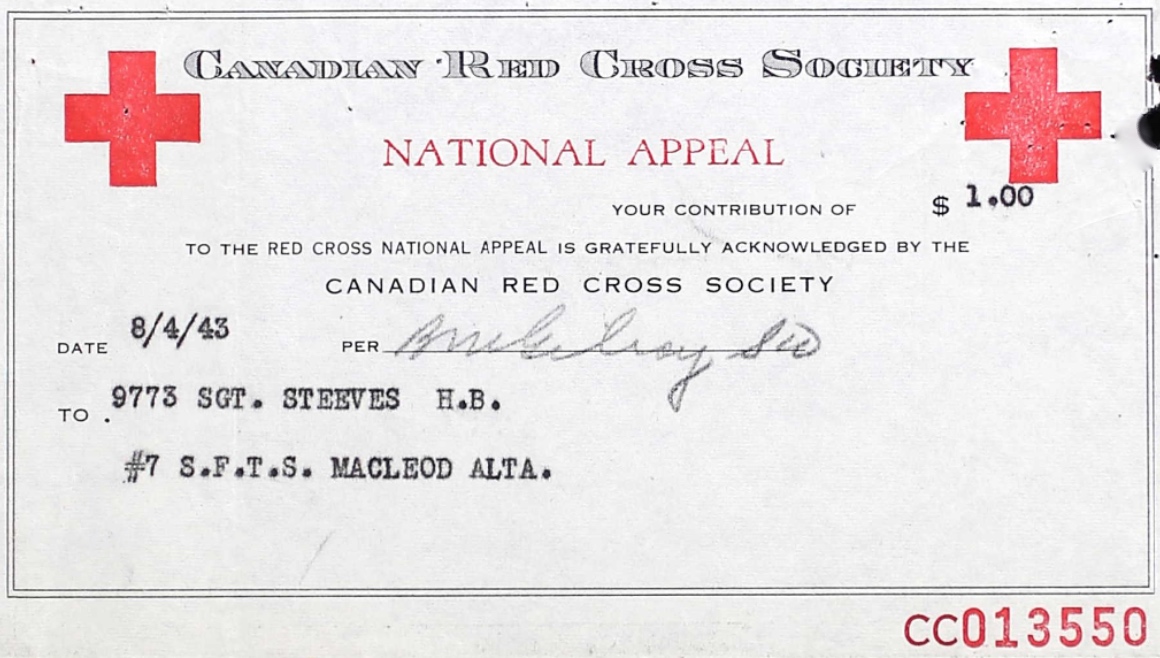 CANADIAN RED CROSS SOCIETY
NATIONAL APPEAL
YOUR CONTRIBUTION OF $ 1.00
TO THE RED CROSS NATIONAL APPEAL IS GRATEFULLY ACKNOWLEDGED BY THE
CANADIAN RED CROSS SOCIETY
DATE 8/4/43 PER
TO 9773 SGT. STEEVES H.B.
#7 S.F.T.S. MACLEOD ALTA.
CC013550